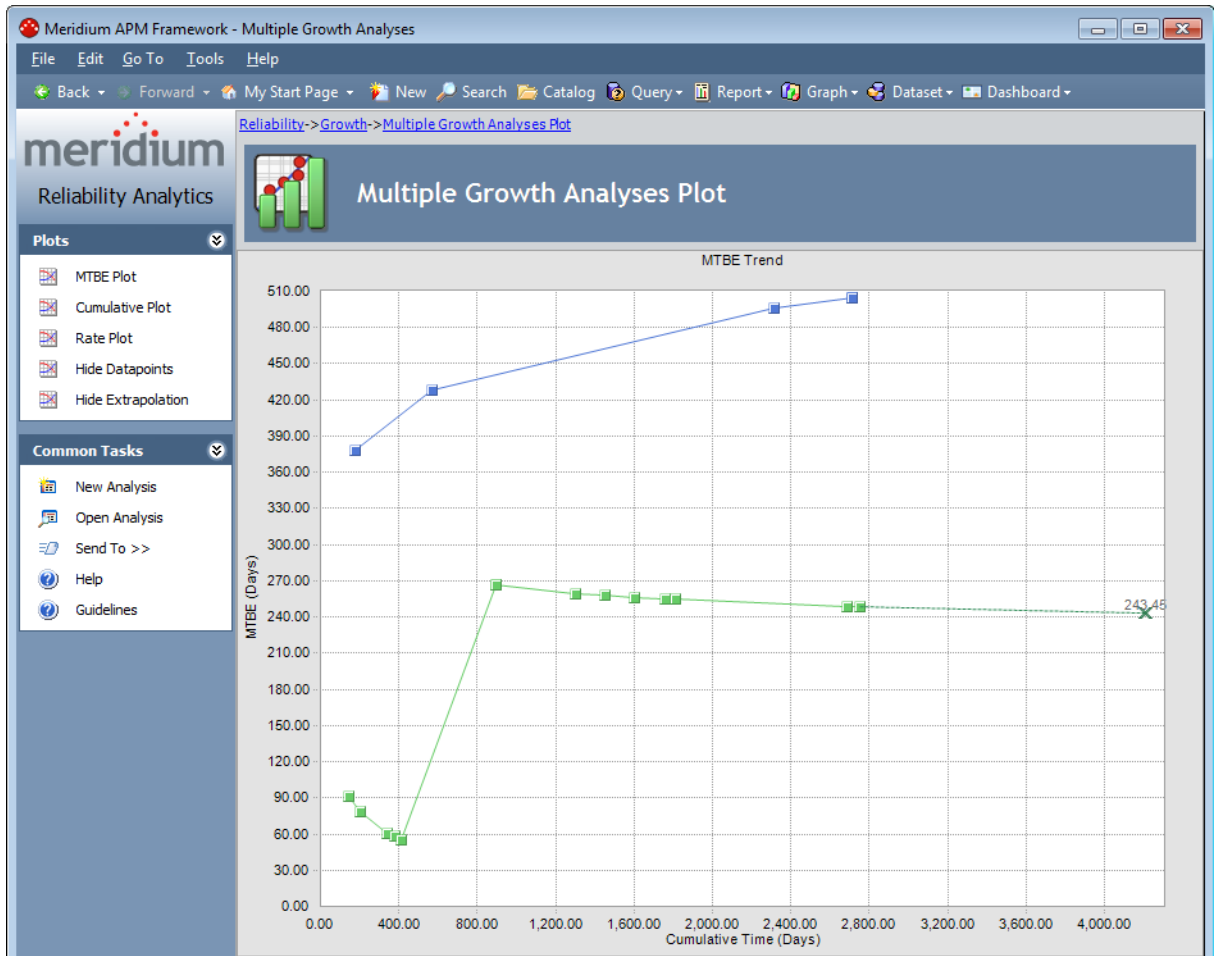 Meridium APM Framework - Multiple Growth Analyses
File Edit Go To Tools Help
Back Forward My Start Page New Search Catalog Query Report Graph Dataset Dashboard
meridium
Reliability Analytics
Reliability->Growth->Multiple Growth Analyses Plot
Multiple Growth Analyses Plot
Plots
MTBE Plot
Cumulative Plot
Rate Plot
Hide Datapoints
Hide Extrapolation
Common Tasks
New Analysis
Open Analysis
Send To >>
Help
Guidelines
MTBE Trend
MTBE (Days)
510.00
480.00
450.00
420.00
390.00
360.00
330.00
300.00
270.00
240.00
210.00
180.00
150.00
120.00
90.00
60.00
30.00
0.00
243.45
0.00 400.00 800.00 1,200.00 1,600.00 2,000.00 2,400.00 2,800.00 3,200.00 3,600.00 4,000.00
Cumulative Time (Days)